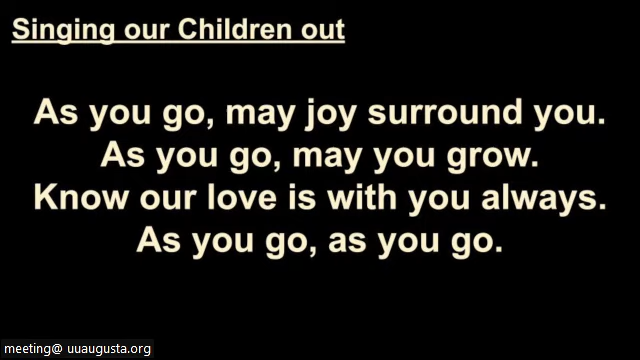 Singing our Children out
As you go, may joy surround you.
As you go, may you grow.
Know our love is with you always.
As you go, as you go.
meeting@ uuaugusta.org